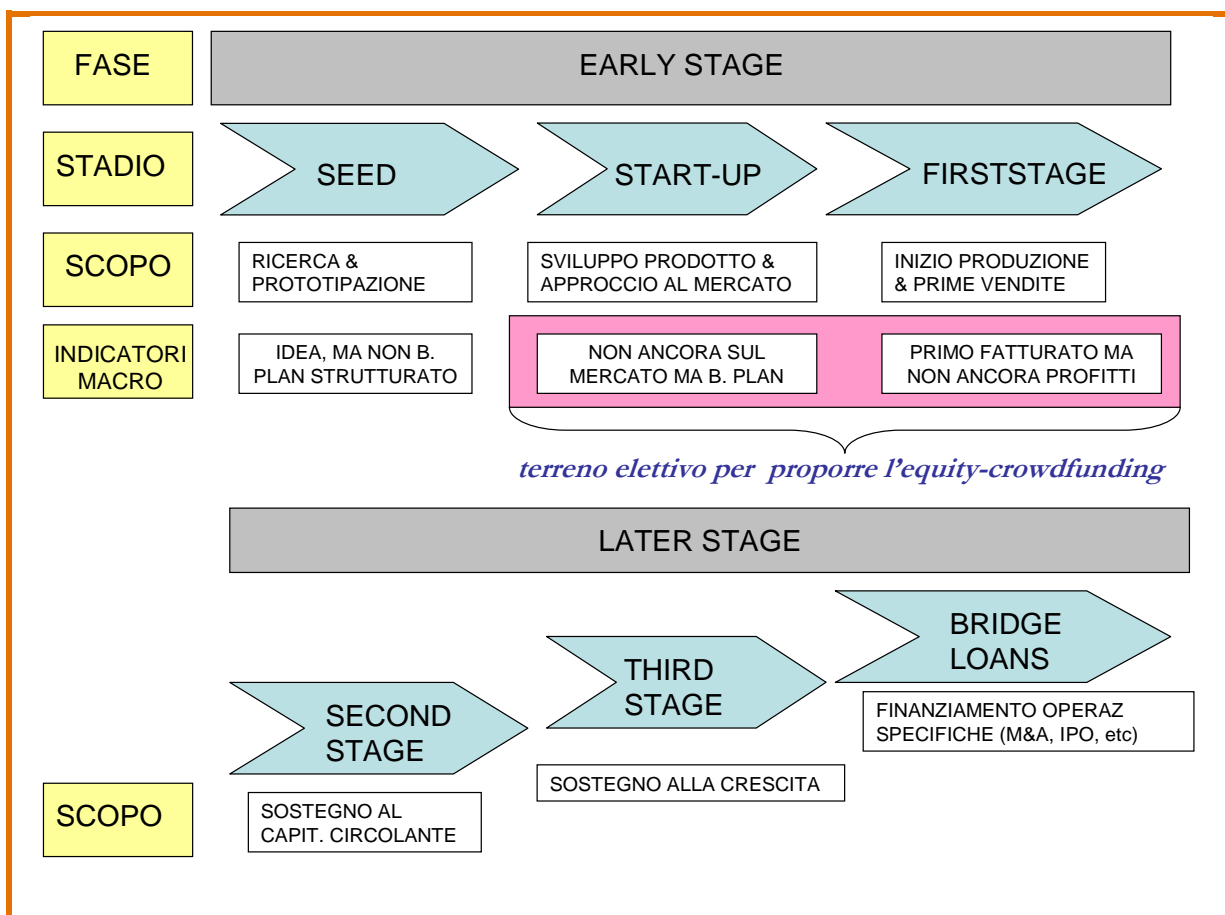 FASE
EARLY STAGE
STADIO
SEED
START-UP
FIRSTSTAGE
SCOPO
RICERCA &
PROTOTIPAZIONE
SVILUPPO PRODOTTO &
APPROCCIO AL MERCATO
INIZIO PRODUZIONE
& PRIME VENDITE
INDICATORI
MACRO
IDEA, MA NON B.
PLAN STRUTTURATO
NON ANCORA SUL
MERCATO MA B. PLAN
PRIMO FATTURATO MA
NON ANCORA PROFITTI
terreno elettivo per proporre l'equity-crowdfunding
LATER STAGE
SECOND
STAGE
THIRD
STAGE
BRIDGE
LOANS
SCOPO
SOSTEGNO AL
CAPIT. CIRCOLANTE
SOSTEGNO ALLA CRESCITA
FINANZIAMENTO OPERAZ
SPECIFICHE (M&A, IPO, etc)